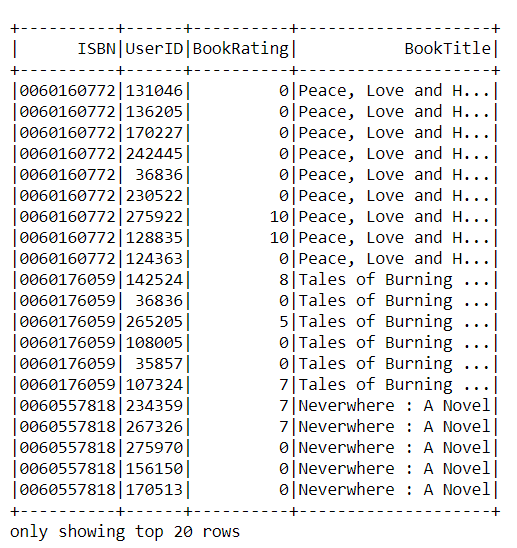 +----------+------+----------+--------------------+
|      ISBN|UserID|BookRating|           BookTitle|
+----------+------+----------+--------------------+
|0060160772|131046|         0|Peace, Love and H...|
|0060160772|136205|         0|Peace, Love and H...|
|0060160772|170227|         0|Peace, Love and H...|
|0060160772|242445|         0|Peace, Love and H...|
|0060160772| 36836|         0|Peace, Love and H...|
|0060160772|230522|         0|Peace, Love and H...|
|0060160772|275922|        10|Peace, Love and H...|
|0060160772|128835|        10|Peace, Love and H...|
|0060160772|124363|         0|Peace, Love and H...|
|0060176059|142524|         8|Tales of Burning ...|
|0060176059| 36836|         0|Tales of Burning ...|
|0060176059|265205|         5|Tales of Burning ...|
|0060176059|108005|         0|Tales of Burning ...|
|0060176059| 35857|         0|Tales of Burning ...|
|0060176059|107324|         7|Tales of Burning ...|
|0060557818|234359|         7|Neverwhere : A Novel|
|0060557818|267326|         7|Neverwhere : A Novel|
|0060557818|275970|         0|Neverwhere : A Novel|
|0060557818|156150|         0|Neverwhere : A Novel|
|0060557818|170513|         0|Neverwhere : A Novel|
+----------+------+----------+--------------------+
only showing top 20 rows